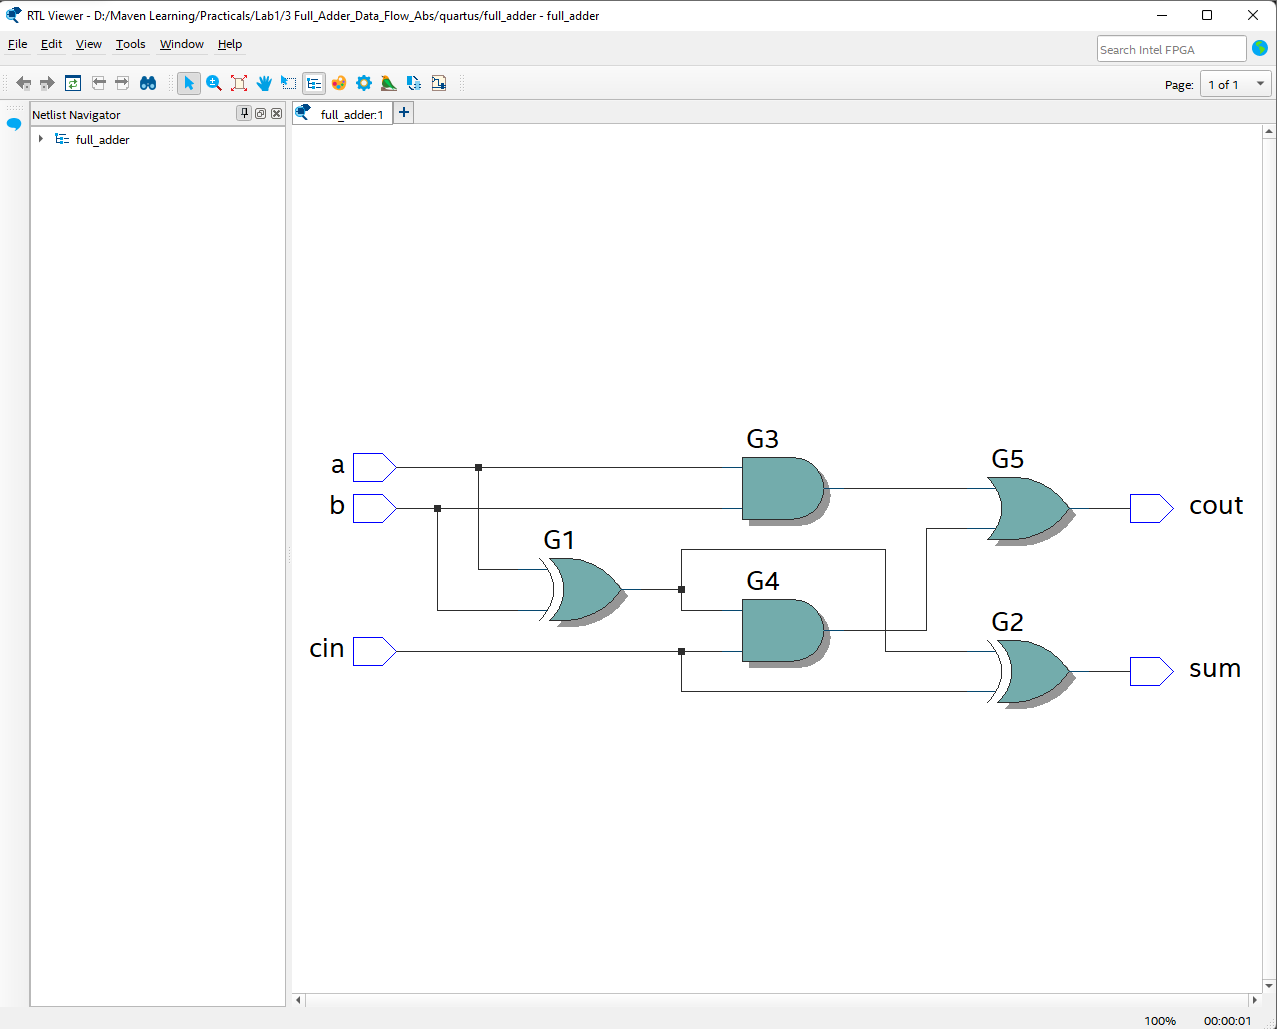 RTL Viewer - D:/Maven Learning/Practicals/Lab1/3 Full_Adder_Data_Flow_Abs/quartus/full_adder - full_adder
File Edit View Tools Window Help
Search Intel FPGA
Page: 1 of 1
Netlist Navigator
full_adder:1
full_adder
G3
G5
a
b
cout
G1
G4
G2
cin
sum
100% 00:00:01